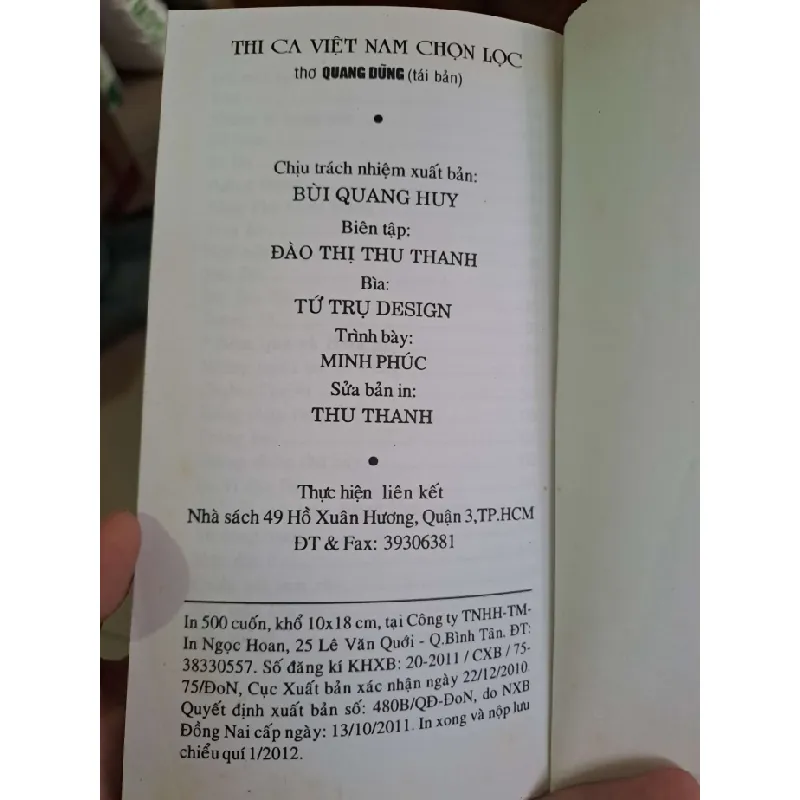 THI CA VIỆT NAM CHỌN LỌC
thơ QUANG DŨNG (tái bản)
•
Chịu trách nhiệm xuất bản:
BÙI QUANG HUY
Biên tập:
ĐÀO THỊ THU THANH
Bìa:
TỨ TRỤ DESIGN
Trình bày:
MINH PHÚC
Sửa bản in:
THU THANH
•
Thực hiện liên kết
Nhà sách 49 Hồ Xuân Hương, Quận 3,TP.HCM
ĐT & Fax: 39306381
In 500 cuốn, khổ 10x18 cm, tại Công ty TNHH-TM-
In Ngọc Hoan, 25 Lê Văn Quới - Q.Bình Tân. ĐT:
38330557. Số đăng kí KHXB: 20-2011 / CXB / 75-
75/ĐoN, Cục Xuất bản xác nhận ngày 22/12/2010.
Quyết định xuất bản số: 480B/QĐ-ĐoN, do NXB
Đồng Nai cấp ngày: 13/10/2011. In xong và nộp lưu
chiểu quí 1/2012.